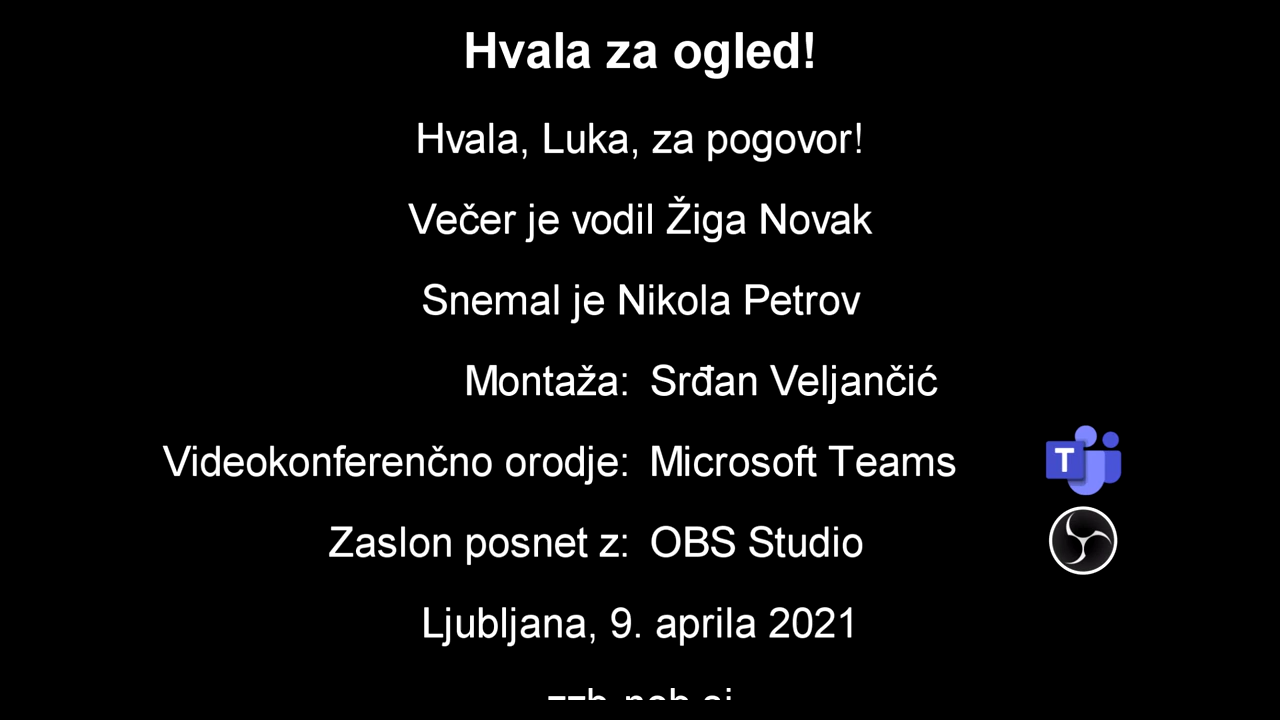 Hvala za ogled!
Hvala, Luka, za pogovor!
Večer je vodil Žiga Novak
Snemal je Nikola Petrov
Montaža: Srđan Veljančić
Videokonferenčno orodje: Microsoft Teams
T
Zaslon posnet z: OBS Studio
Ljubljana, 9. aprila 2021